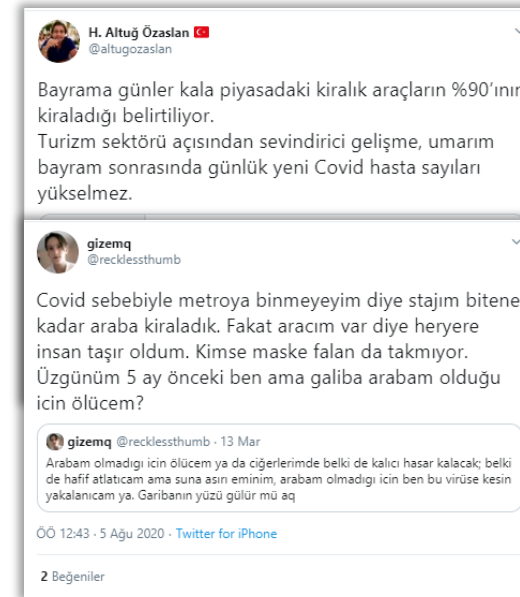 H. Altuğ Özaslan
@altugozaslan
Bayrama günler kala piyasadaki kiralık araçların %90'ının
kiraladığı belirtiliyor.
Turizm sektörü açısından sevindirici gelişme, umarım
bayram sonrasında günlük yeni Covid hasta sayıları
yükselmez.
gizemq
@recklessthumb
Covid sebebiyle metroya binmeyeyim diye stajım bitene
kadar araba kiraladık. Fakat aracım var diye heryere
insan taşır oldum. Kimse maske falan da takmıyor.
Üzgünüm 5 ay önceki ben ama galiba arabam olduğu
icin ölücem?
gizemq @recklessthumb · 13 Mar
Arabam olmadıgı icin ölücem ya da ciğerlerimde belki de kalıcı hasar kalacak; belki
de hafif atlatıcam ama suna asırı eminim, arabam olmadıgı icin ben bu virüse kesin
yakalanıcam ya. Garibanın yüzü gülür mü aq
ÖÖ 12:43 · 5 Ağu 2020 · Twitter for iPhone
2 Beğeniler